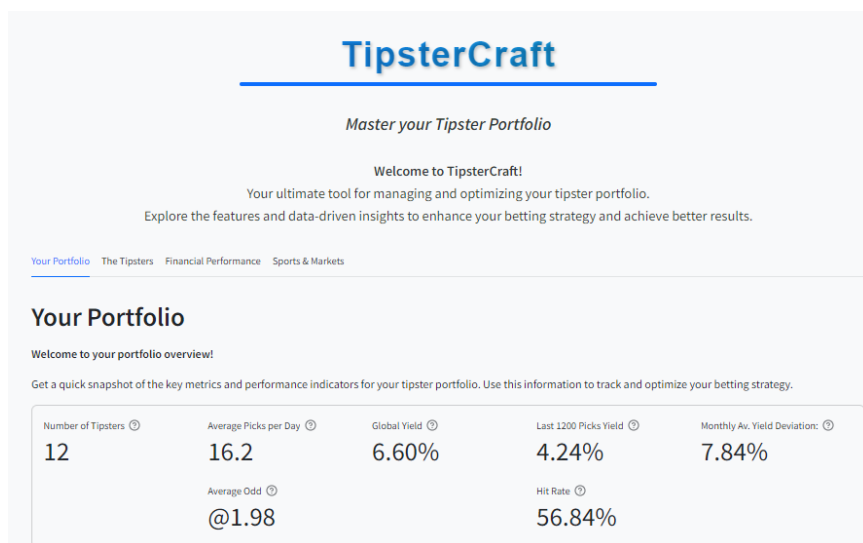 TipsterCraft
Master your Tipster Portfolio
Welcome to TipsterCraft!
Your ultimate tool for managing and optimizing your tipster portfolio.
Explore the features and data-driven insights to enhance your betting strategy and achieve better results.
Your Portfolio The Tipsters Financial Performance Sports & Markets
Your Portfolio
Welcome to your portfolio overview!
Get a quick snapshot of the key metrics and performance indicators for your tipster portfolio. Use this information to track and optimize your betting strategy.
Number of Tipsters ? Average Picks per Day ? Global Yield ? Last 1200 Picks Yield ? Monthly Av. Yield Deviation: ?
12 16.2 6.60% 4.24% 7.84%
Average Odd ? Hit Rate ?
@1.98 56.84%